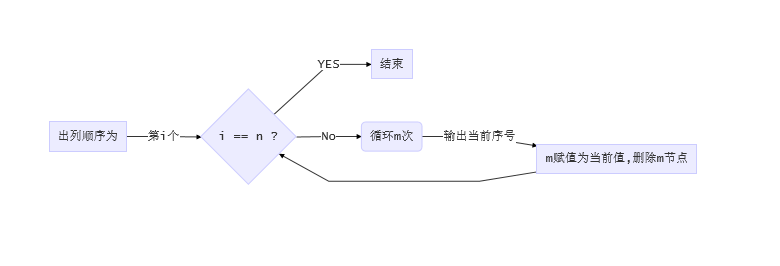 YES
结束
出列顺序为
第i个
i == n ?
No
循环m次
输出当前序号
m赋值为当前值,删除m节点